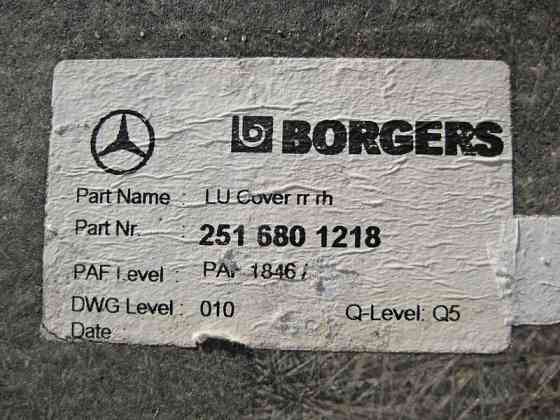 BORGERS
Part Name : LU Cover rr rh
Part Nr. : 251 680 1218
PAF Level : PAF 1846
DWG Level : 010 Q-Level: Q5
Date